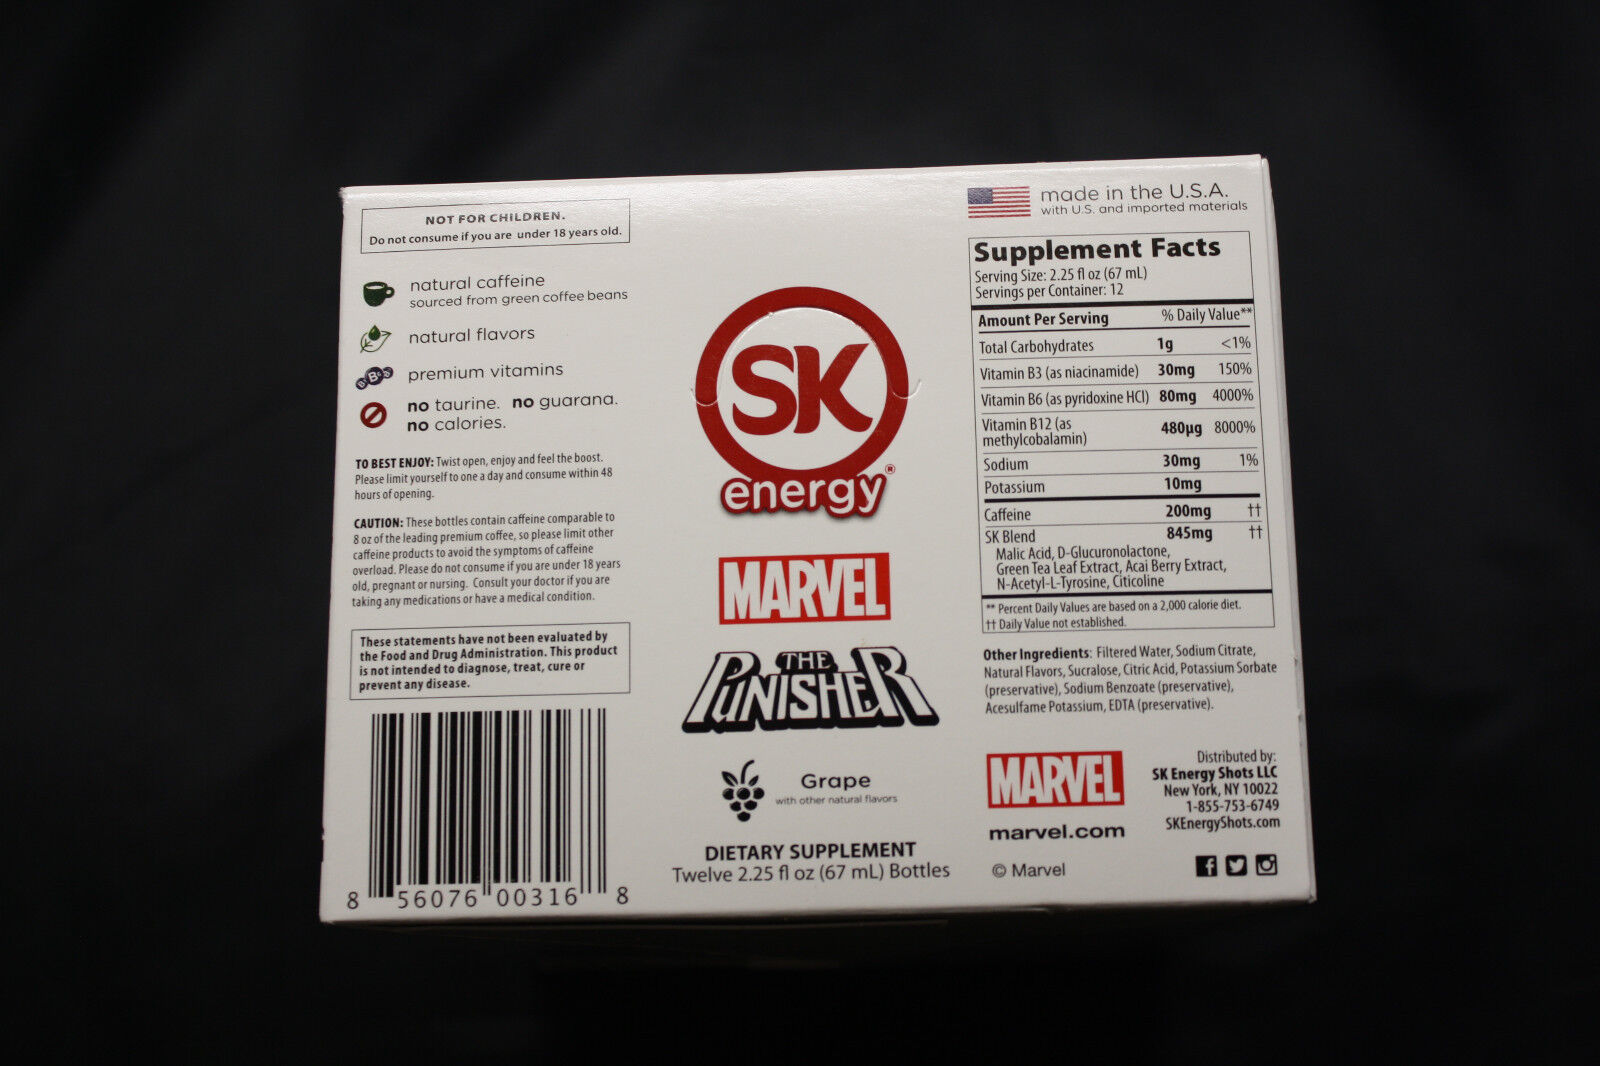 NOT FOR CHILDREN.
Do not consume if you are under 18 years old.
natural caffeine
sourced from green coffee beans
natural flavors
B3 B6 B12
premium vitamins
no taurine. no guarana.
no calories.
TO BEST ENJOY: Twist open, enjoy and feel the boost.
Please limit yourself to one a day and consume within 48
hours of opening.
CAUTION: These bottles contain caffeine comparable to
8 oz of the leading premium coffee, so please limit other
caffeine products to avoid the symptoms of caffeine
overload. Please do not consume if you are under 18 years
old, pregnant or nursing. Consult your doctor if you are
taking any medications or have a medical condition.
These statements have not been evaluated by
the Food and Drug Administration. This product
is not intended to diagnose, treat, cure or
prevent any disease.
8 56076 00316 8
SK
energy®
MARVEL
THE
PUNISHER
Grape
with other natural flavors
DIETARY SUPPLEMENT
Twelve 2.25 fl oz (67 mL) Bottles
made in the U.S.A.
with U.S. and imported materials
Supplement Facts
Serving Size: 2.25 fl oz (67 mL)
Servings per Container: 12
Amount Per Serving % Daily Value**
Total Carbohydrates 1g <1%
Vitamin B3 (as niacinamide) 30mg 150%
Vitamin B6 (as pyridoxine HCl) 80mg 4000%
Vitamin B12 (as
methylcobalamin) 480µg 8000%
Sodium 30mg 1%
Potassium 10mg
Caffeine 200mg ††
SK Blend 845mg ††
Malic Acid, D-Glucuronolactone,
Green Tea Leaf Extract, Acai Berry Extract,
N-Acetyl-L-Tyrosine, Citicoline
** Percent Daily Values are based on a 2,000 calorie diet.
†† Daily Value not established.
Other Ingredients: Filtered Water, Sodium Citrate,
Natural Flavors, Sucralose, Citric Acid, Potassium Sorbate
(preservative), Sodium Benzoate (preservative),
Acesulfame Potassium, EDTA (preservative).
MARVEL
marvel.com
© Marvel
Distributed by:
SK Energy Shots LLC
New York, NY 10022
1-855-753-6749
SKEnergyShots.com